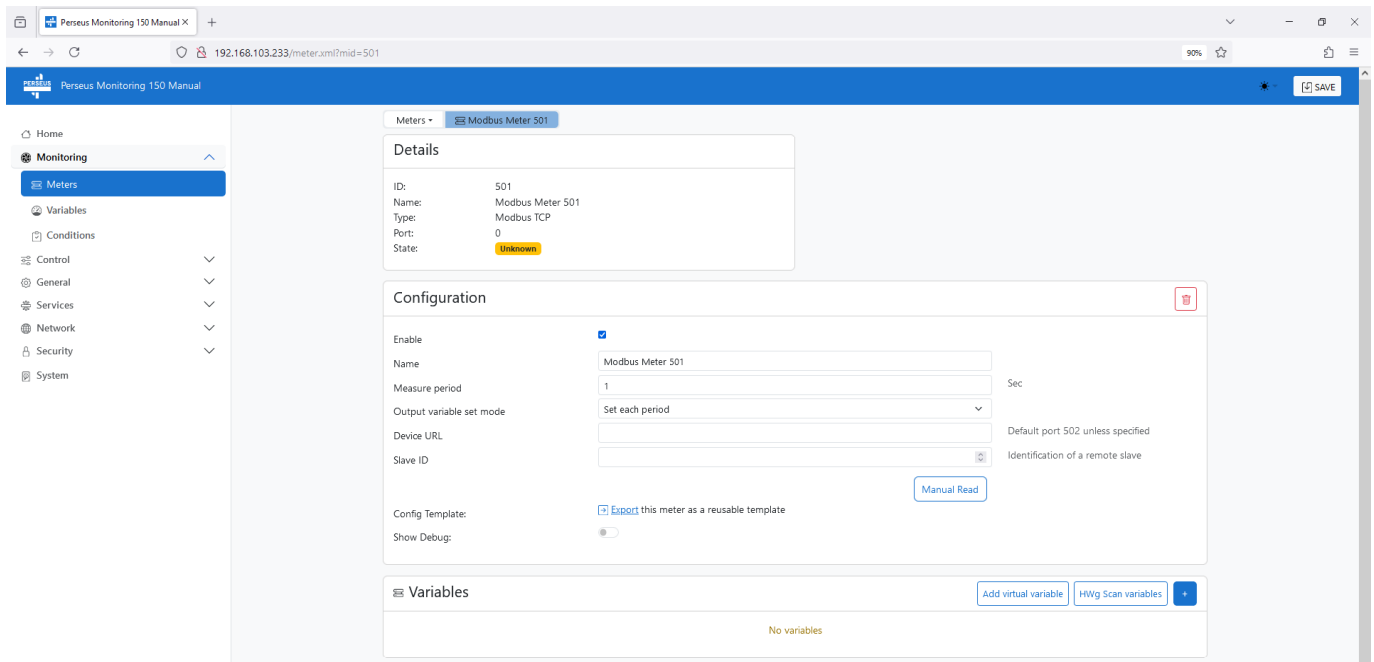 Perseus Monitoring 150 Manual
192.168.103.233/meter.xml?mid=501
90%
PERSEUS
Perseus Monitoring 150 Manual
SAVE
Home
Monitoring
Meters
Variables
Conditions
Control
General
Services
Network
Security
System
Meters
Modbus Meter 501
Details
ID: 501
Name: Modbus Meter 501
Type: Modbus TCP
Port: 0
State: Unknown
Configuration
Enable
Name Modbus Meter 501
Measure period 1 Sec
Output variable set mode Set each period
Device URL Default port 502 unless specified
Slave ID Identification of a remote slave
Manual Read
Config Template: Export this meter as a reusable template
Show Debug:
Variables Add virtual variable HWg Scan variables +
No variables